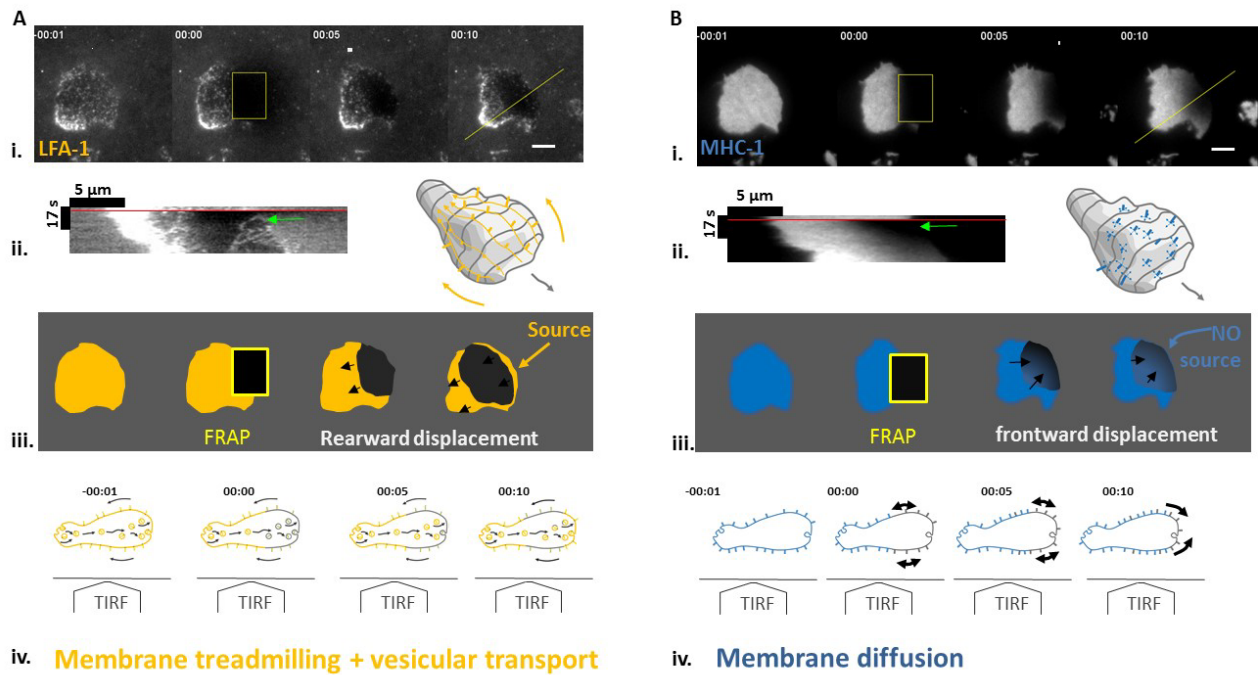 A
-00:01 00:00 00:05 00:10
i. LFA-1
5 µm
17 s
ii.
Source
FRAP Rearward displacement
iii.
-00:01 00:00 00:05 00:10
TIRF TIRF TIRF TIRF
iv. Membrane treadmilling + vesicular transport
B
-00:01 00:00 00:05 00:10
i. MHC-1
5 µm
17 s
ii.
NO
source
FRAP frontward displacement
iii.
-00:01 00:00 00:05 00:10
TIRF TIRF TIRF TIRF
iv. Membrane diffusion